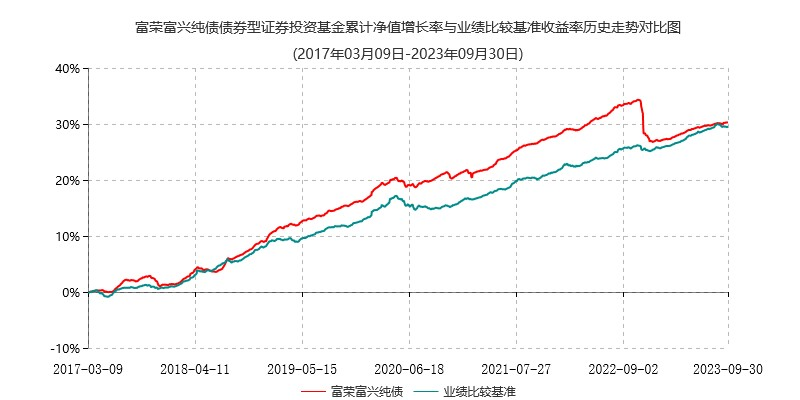 富荣富兴纯债债券型证券投资基金累计净值增长率与业绩比较基准收益率历史走势对比图
(2017年03月09日-2023年09月30日)
40%
30%
20%
10%
0%
-10%
2017-03-09 2018-04-11 2019-05-15 2020-06-18 2021-07-27 2022-09-02 2023-09-30
富荣富兴纯债 业绩比较基准